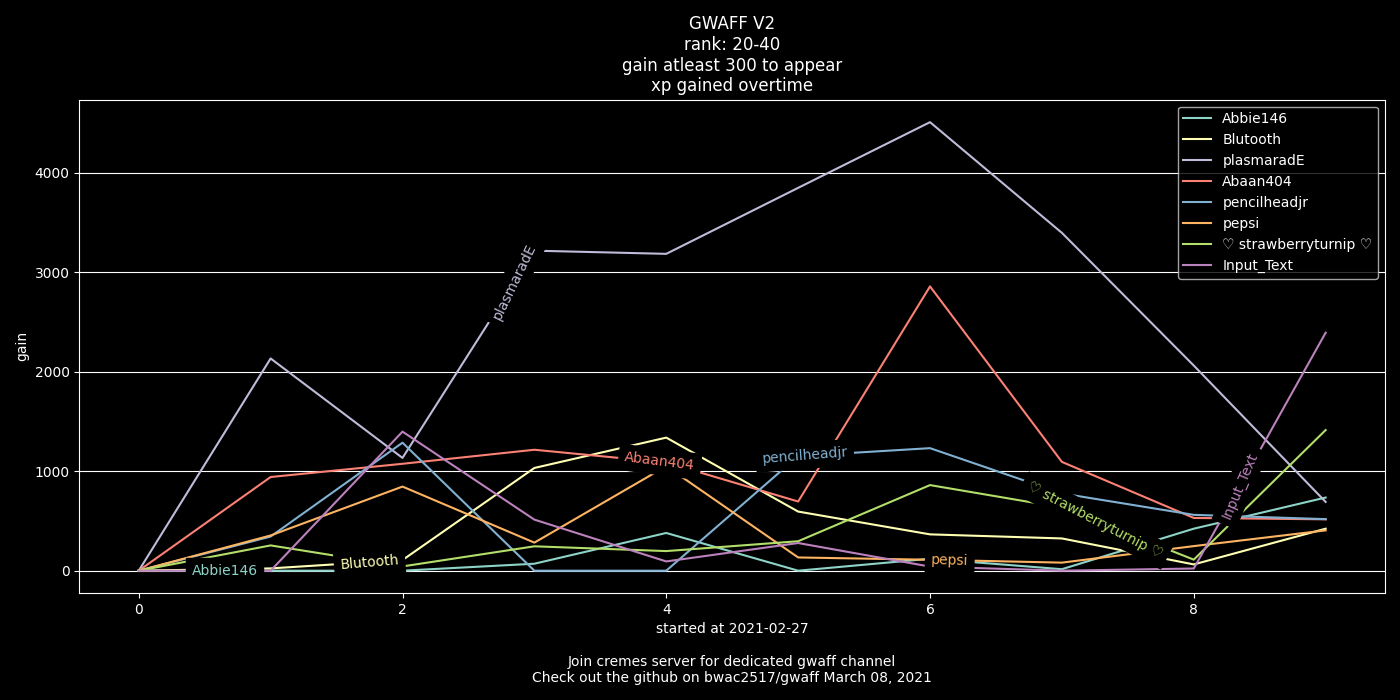 GWAFF V2
rank: 20-40
gain atleast 300 to appear
xp gained overtime
Abbie146
Blutooth
plasmaradE
Abaan404
pencilheadjr
pepsi
♡ strawberryturnip ♡
Input_Text
gain
4000
3000
2000
1000
0
plasmaradE
Abaan404
pencilheadjr
♡ strawberryturnip ♡
Input_Text
Abbie146
Blutooth
pepsi
0 2 4 6 8
started at 2021-02-27
Join cremes server for dedicated gwaff channel
Check out the github on bwac2517/gwaff March 08, 2021